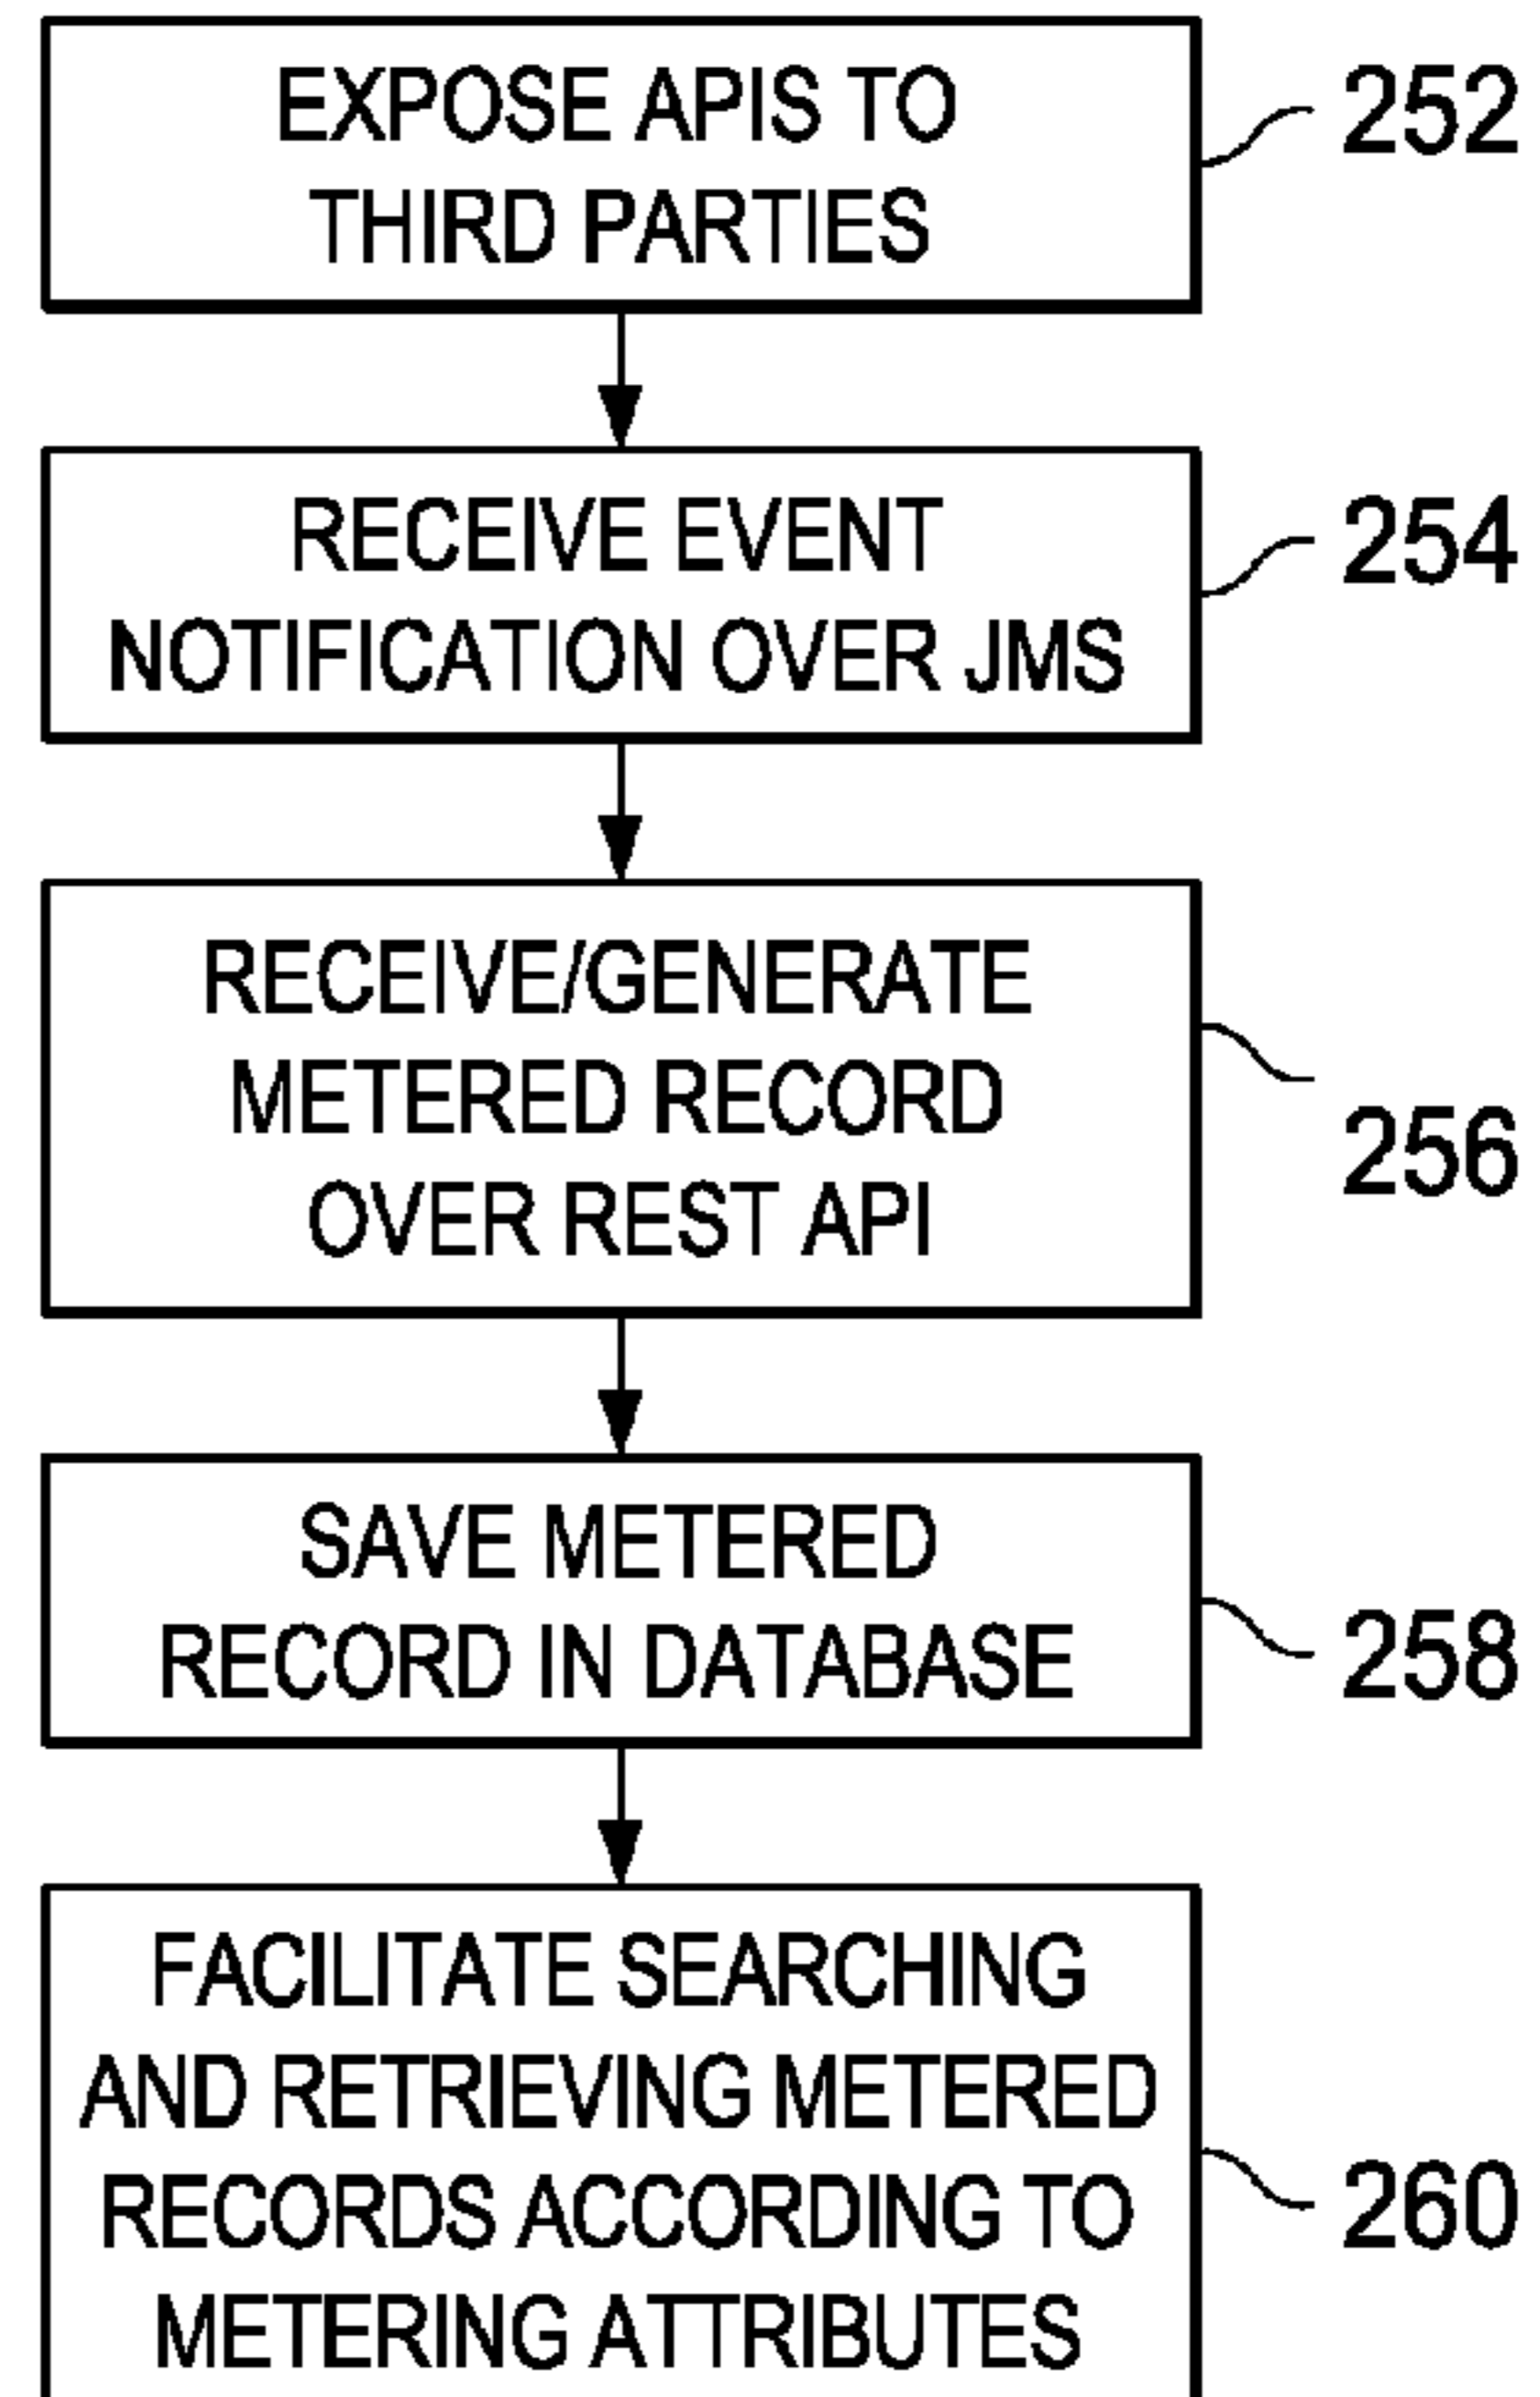 EXPOSE APIS TO
THIRD PARTIES
252
RECEIVE EVENT
NOTIFICATION OVER JMS
254
RECEIVE/GENERATE
METERED RECORD
OVER REST API
256
SAVE METERED
RECORD IN DATABASE
258
FACILITATE SEARCHING
AND RETRIEVING METERED
RECORDS ACCORDING TO
METERING ATTRIBUTES
260